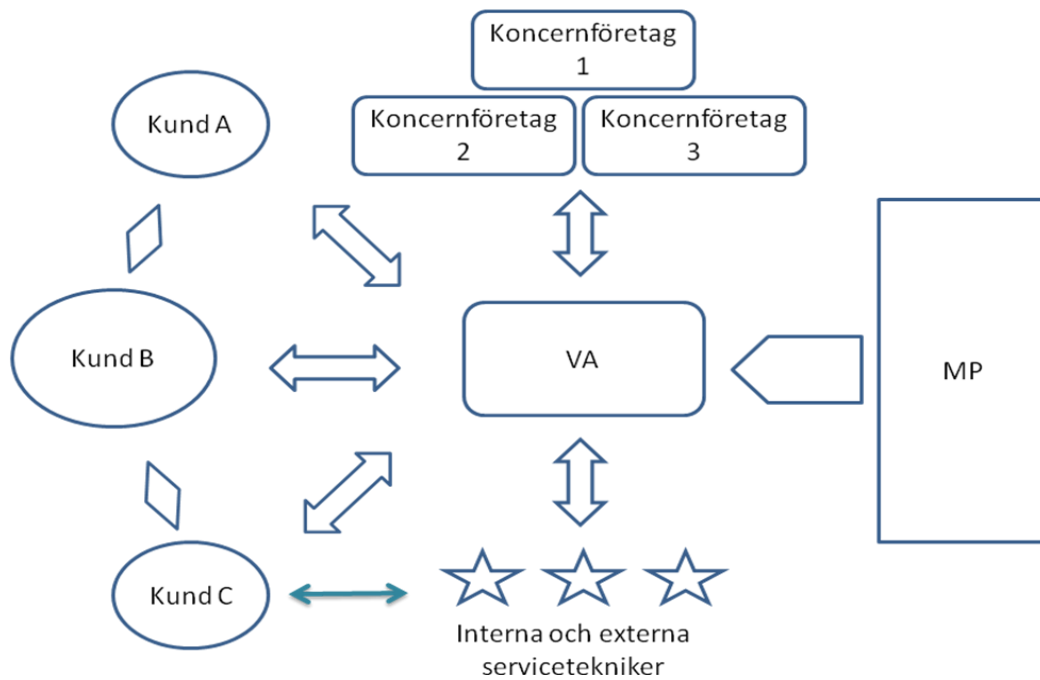 Koncernföretag
1
Kund A
Koncernföretag
2
Koncernföretag
3
Kund B
VA
MP
Kund C
Interna och externa
servicetekniker